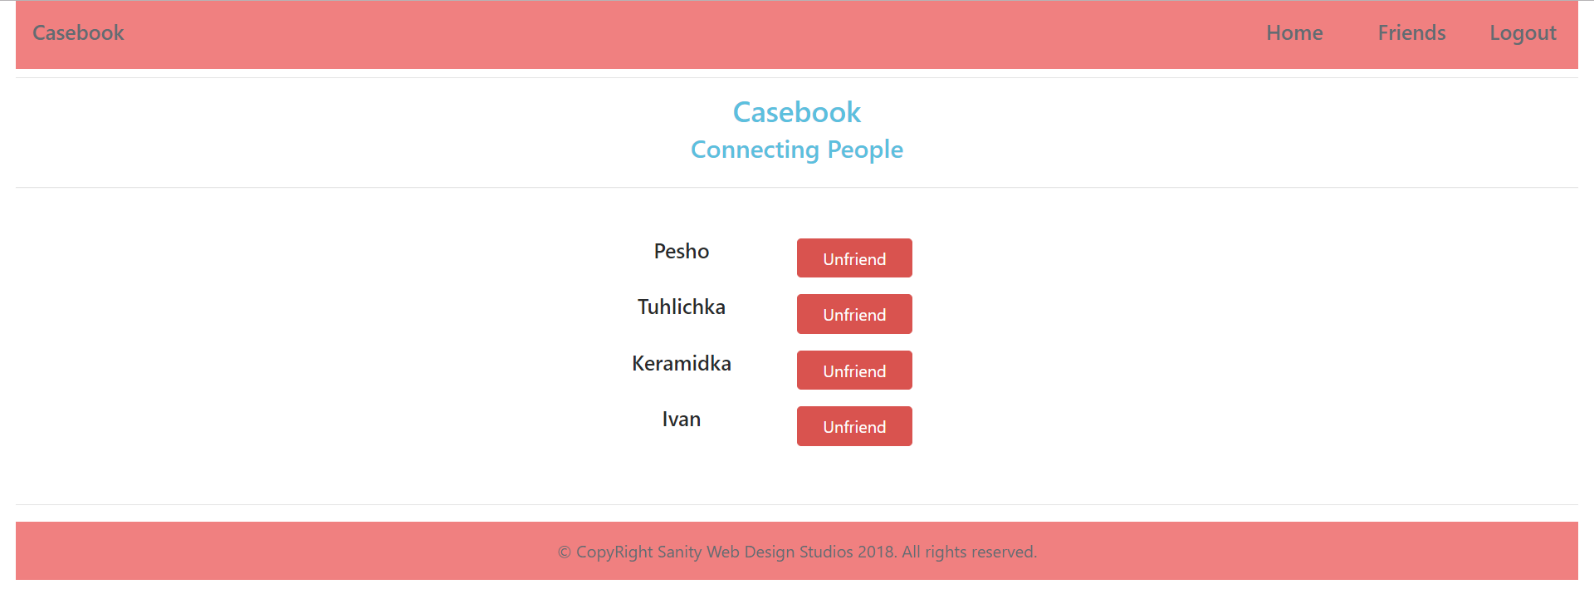 Casebook Home Friends Logout
Casebook
Connecting People
Pesho Unfriend
Tuhlichka Unfriend
Keramidka Unfriend
Ivan Unfriend
© CopyRight Sanity Web Design Studios 2018. All rights reserved.